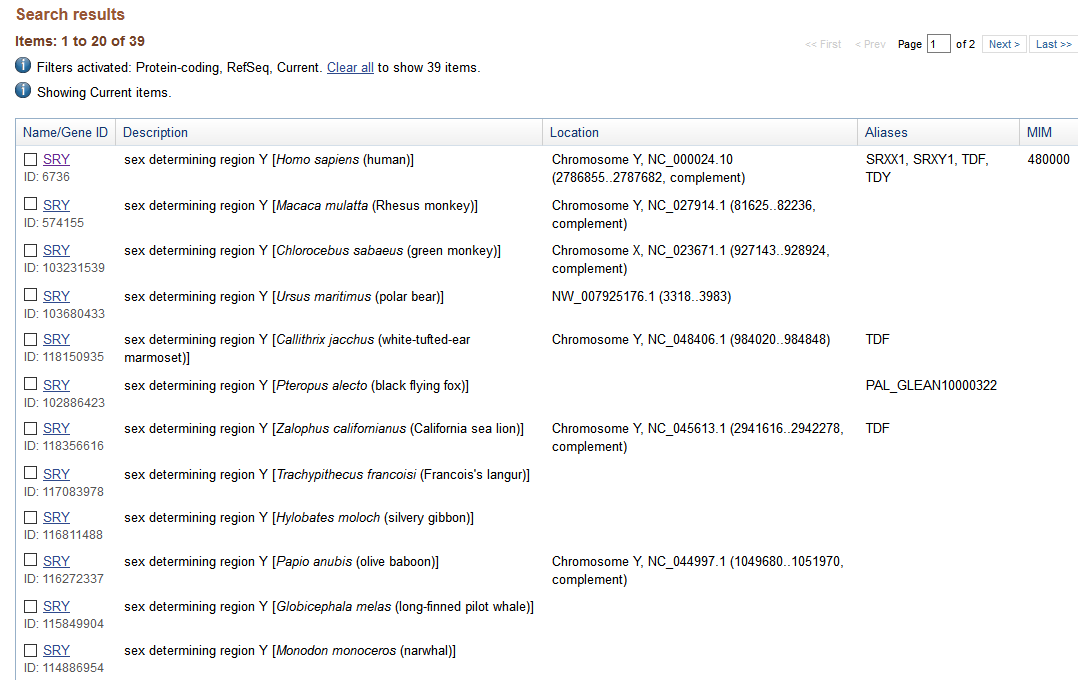 Search results
Items: 1 to 20 of 39
<< First < Prev Page 1 of 2 Next > Last >>
Filters activated: Protein-coding, RefSeq, Current. Clear all to show 39 items.
Showing Current items.
Name/Gene ID Description Location Aliases MIM
SRY sex determining region Y [Homo sapiens (human)] Chromosome Y, NC_000024.10 SRXX1, SRXY1, TDF, 480000
ID: 6736 (2786855..2787682, complement) TDY
SRY sex determining region Y [Macaca mulatta (Rhesus monkey)] Chromosome Y, NC_027914.1 (81625..82236,
ID: 574155 complement)
SRY sex determining region Y [Chlorocebus sabaeus (green monkey)] Chromosome X, NC_023671.1 (927143..928924,
ID: 103231539 complement)
SRY sex determining region Y [Ursus maritimus (polar bear)] NW_007925176.1 (3318..3983)
ID: 103680433
SRY sex determining region Y [Callithrix jacchus (white-tufted-ear Chromosome Y, NC_048406.1 (984020..984848) TDF
ID: 118150935 marmoset)]
SRY sex determining region Y [Pteropus alecto (black flying fox)] PAL_GLEAN10000322
ID: 102886423
SRY sex determining region Y [Zalophus californianus (California sea lion)] Chromosome Y, NC_045613.1 (2941616..2942278, TDF
ID: 118356616 complement)
SRY sex determining region Y [Trachypithecus francoisi (Francois's langur)]
ID: 117083978
SRY sex determining region Y [Hylobates moloch (silvery gibbon)]
ID: 116811488
SRY sex determining region Y [Papio anubis (olive baboon)] Chromosome Y, NC_044997.1 (1049680..1051970,
ID: 116272337 complement)
SRY sex determining region Y [Globicephala melas (long-finned pilot whale)]
ID: 115849904
SRY sex determining region Y [Monodon monoceros (narwhal)]
ID: 114886954